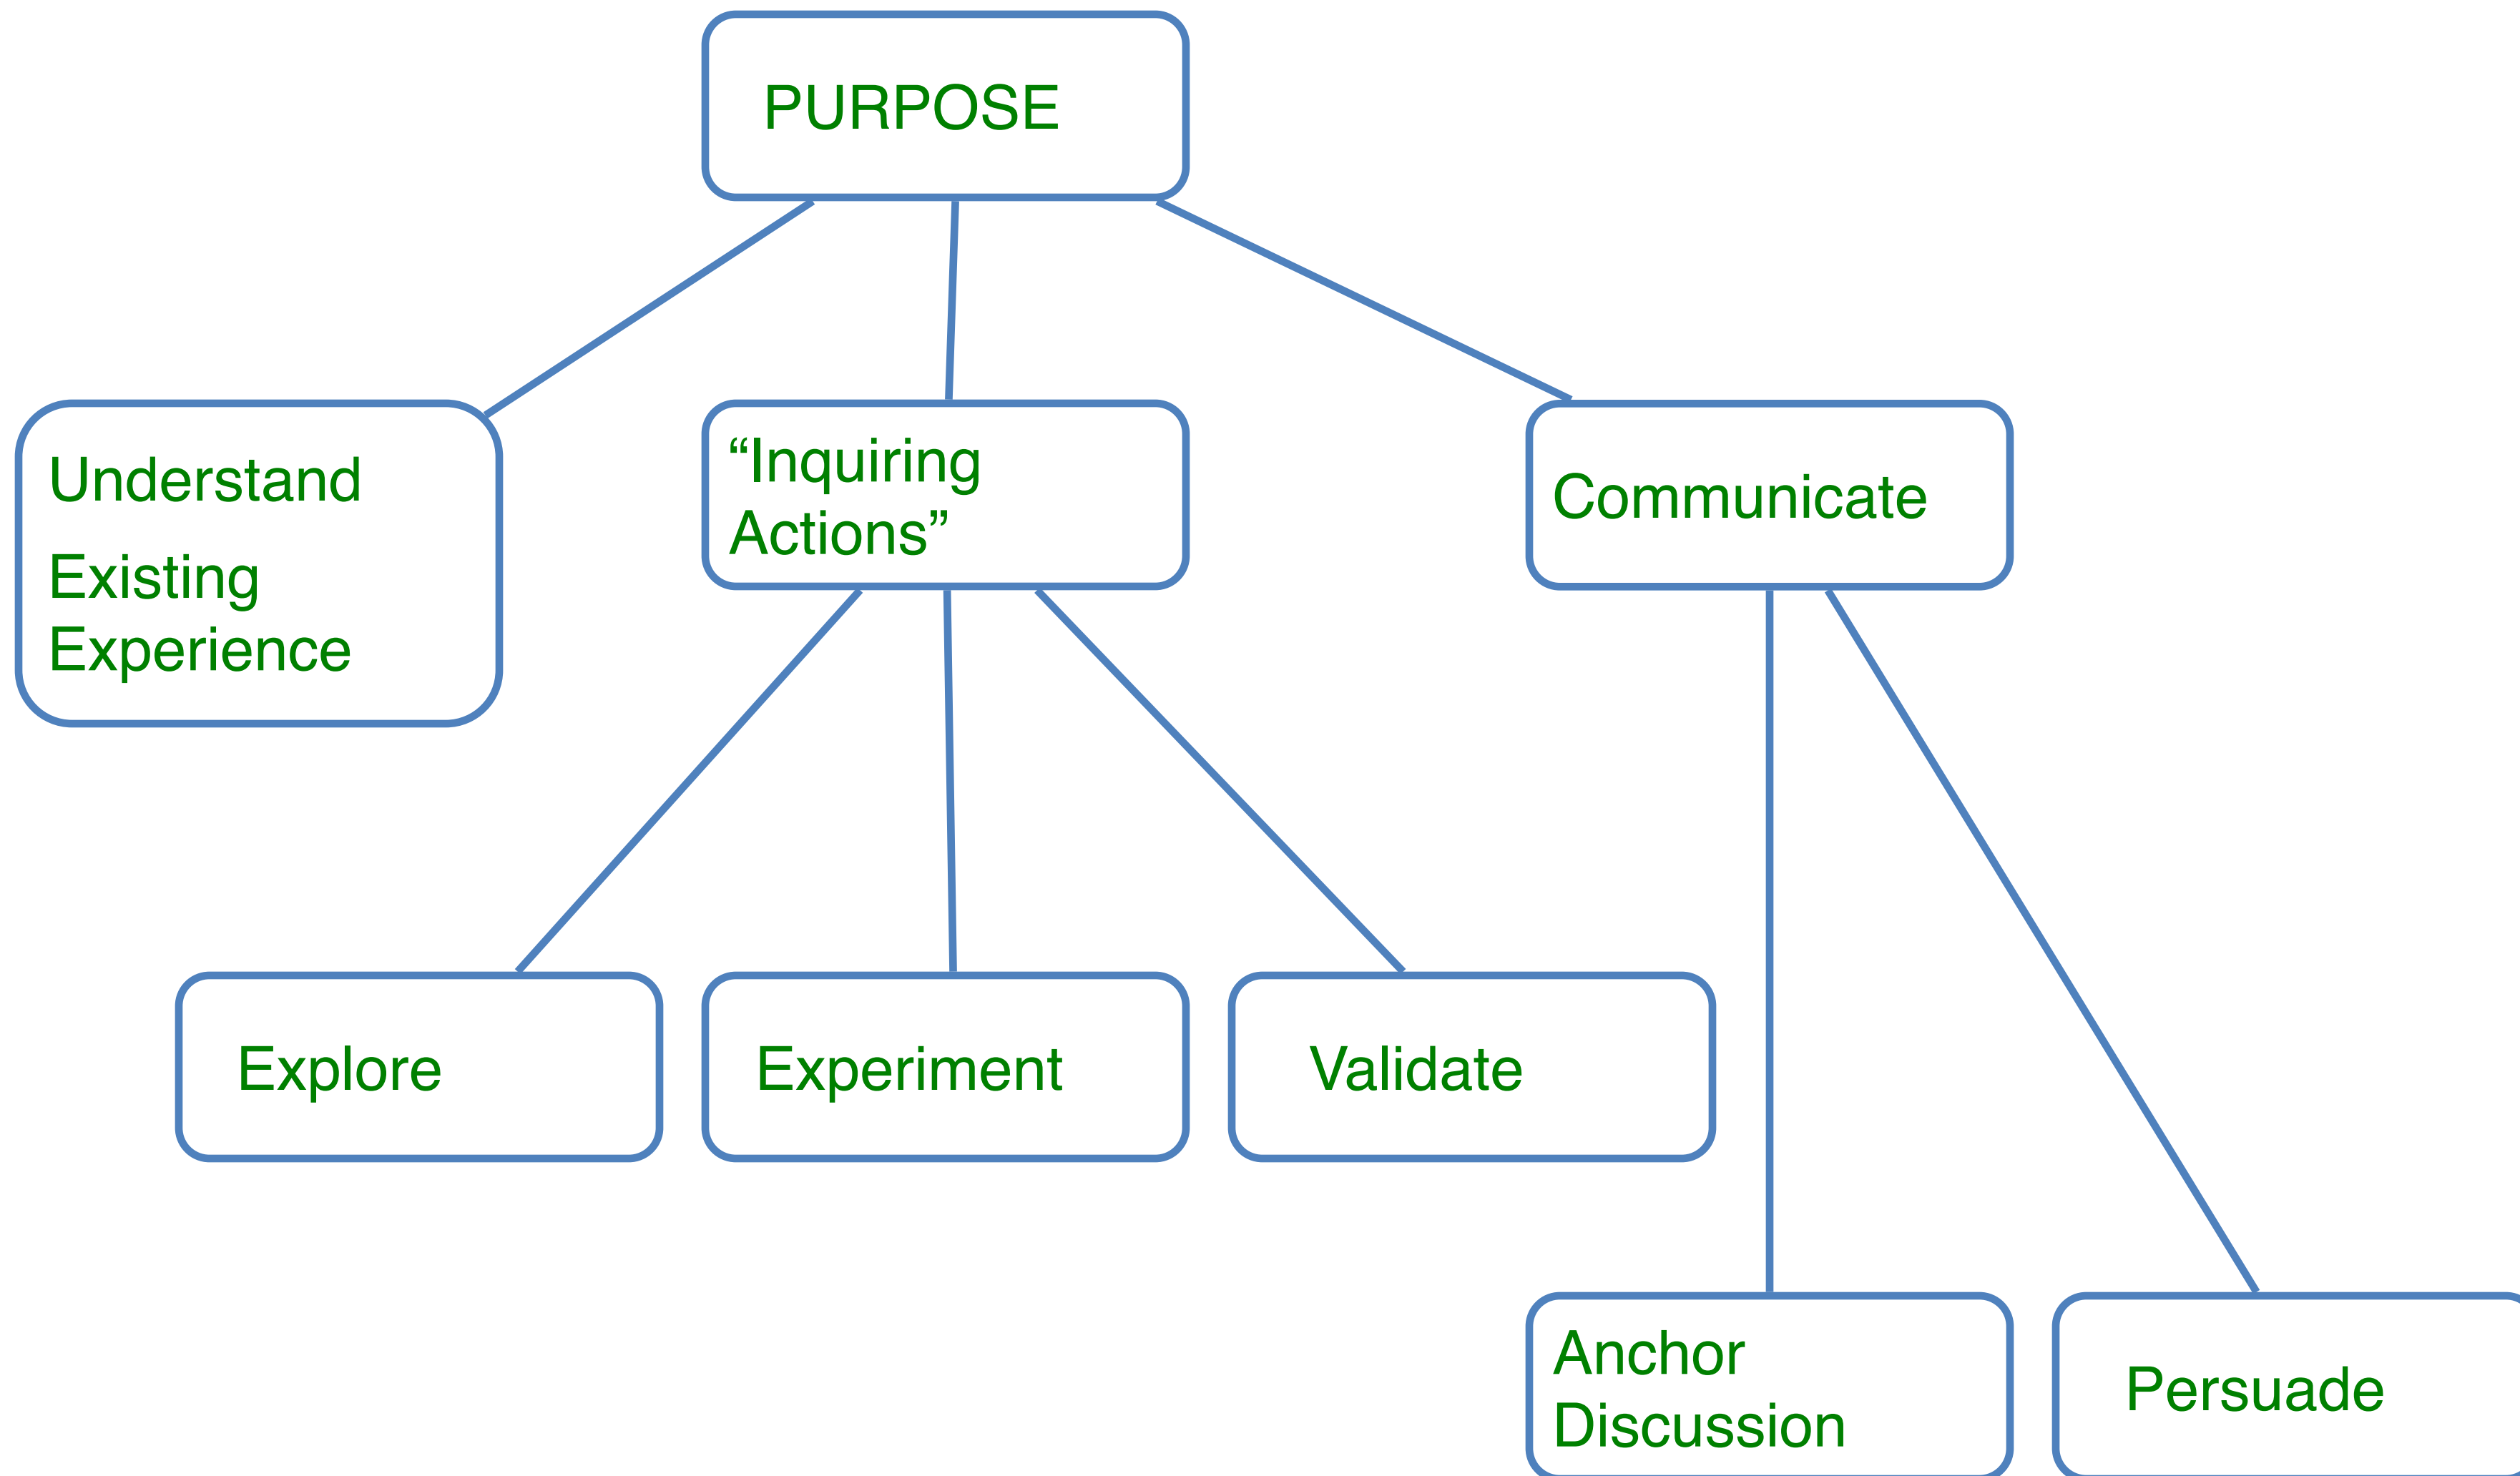 PURPOSE
Understand
Existing
Experience
“Inquiring
Actions”
Communicate
Explore
Experiment
Validate
Anchor
Discussion
Persuade